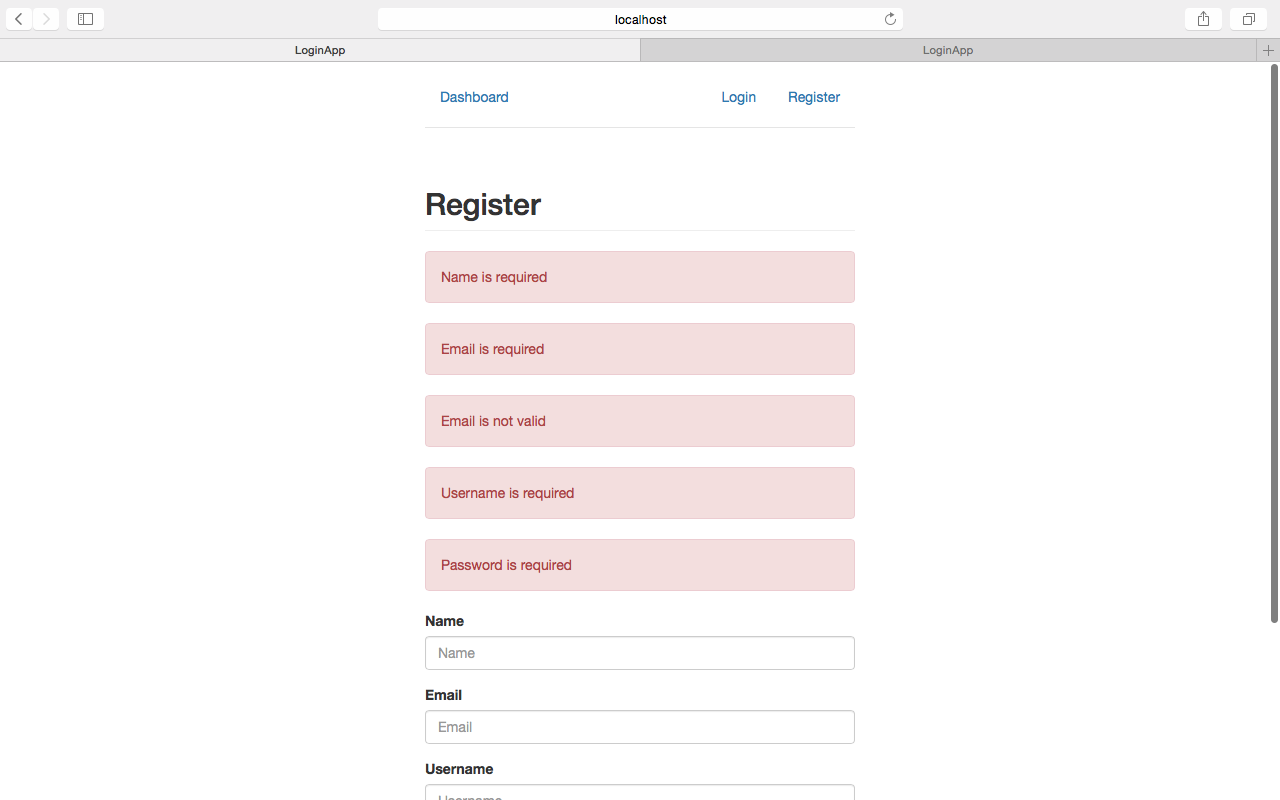 localhost
LoginApp
LoginApp
Dashboard
Login
Register
Register
Name is required
Email is required
Email is not valid
Username is required
Password is required
Name
Name
Email
Email
Username
Username